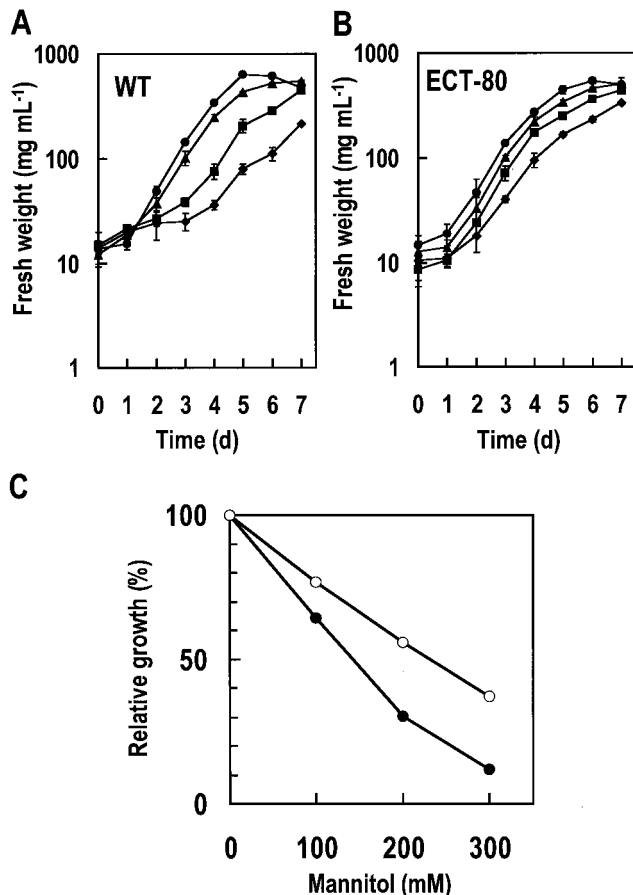 A
1000
WT
100
10
1
Fresh weight (mg mL⁻¹)
0 1 2 3 4 5 6 7
Time (d)
B
1000
ECT-80
100
10
1
Fresh weight (mg mL⁻¹)
0 1 2 3 4 5 6 7
Time (d)
C
100
50
0
Relative growth (%)
0 100 200 300
Mannitol (mM)